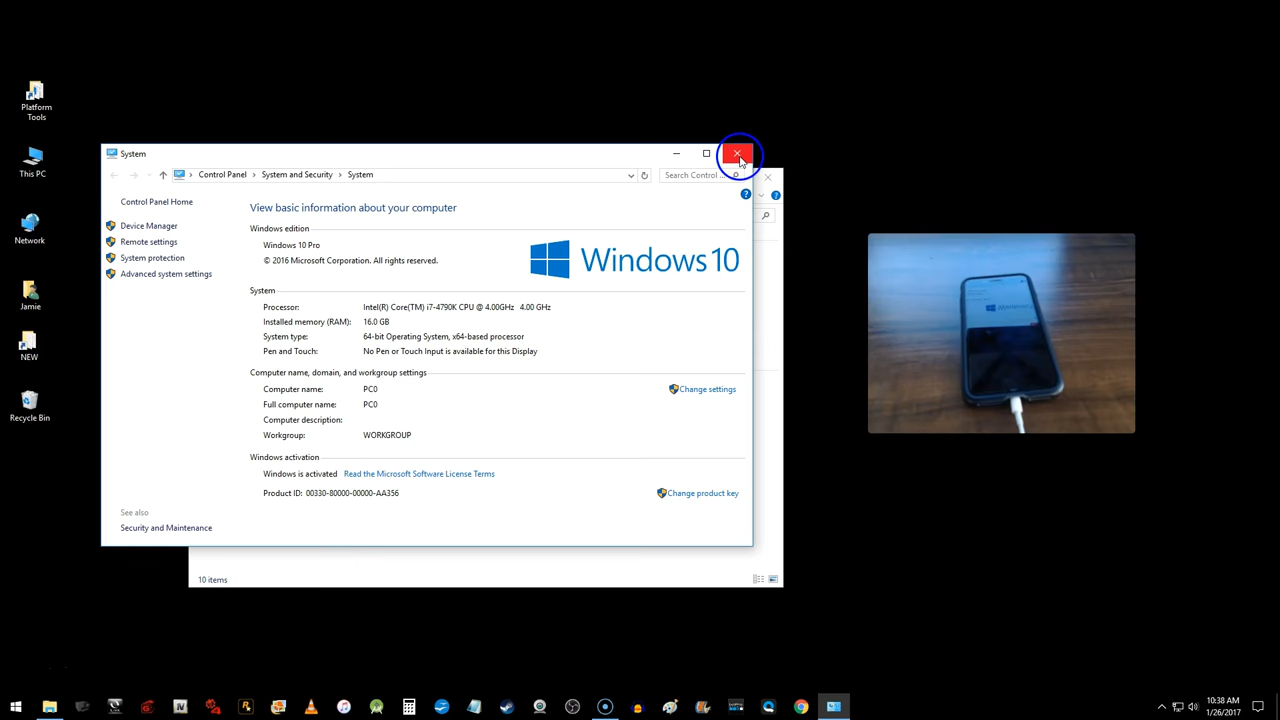 Platform
Tools
This PC
Network
Jamie
NEW
Recycle Bin
System
Control Panel > System and Security > System
Search Control ...
Control Panel Home
Device Manager
Remote settings
System protection
Advanced system settings
See also
Security and Maintenance
View basic information about your computer
Windows edition
Windows 10 Pro
© 2016 Microsoft Corporation. All rights reserved.
Windows 10
System
Processor: Intel(R) Core(TM) i7-4790K CPU @ 4.00GHz 4.00 GHz
Installed memory (RAM): 16.0 GB
System type: 64-bit Operating System, x64-based processor
Pen and Touch: No Pen or Touch Input is available for this Display
Computer name, domain, and workgroup settings
Computer name: PC0
Change settings
Full computer name: PC0
Computer description:
Workgroup: WORKGROUP
Windows activation
Windows is activated Read the Microsoft Software License Terms
Product ID: 00330-80000-00000-AA356
Change product key
10 items
10:38 AM
1/26/2017